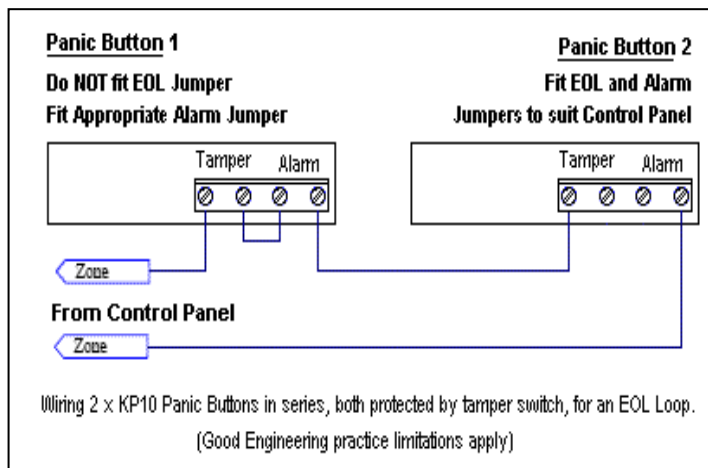 Panic Button 1
Panic Button 2
Do NOT fit EOL Jumper
Fit EOL and Alarm
Fit Appropriate Alarm Jumper
Jumpers to suit Control Panel
Tamper Alarm
Tamper Alarm
Zone
From Control Panel
Zone
Wiring 2 x KP10 Panic Buttons in series, both protected by tamper switch, for an EOL Loop.
(Good Engineering practice limitations apply)